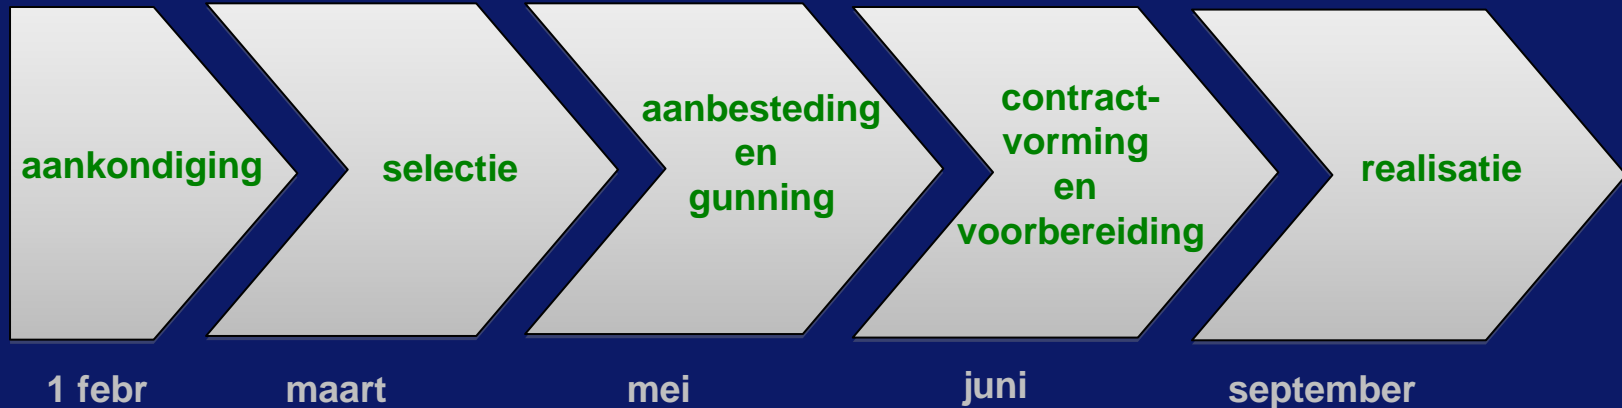 aankondiging
selectie
aanbesteding
en
gunning
contract-
vorming
en
voorbereiding
realisatie
1 febr
maart
mei
juni
september